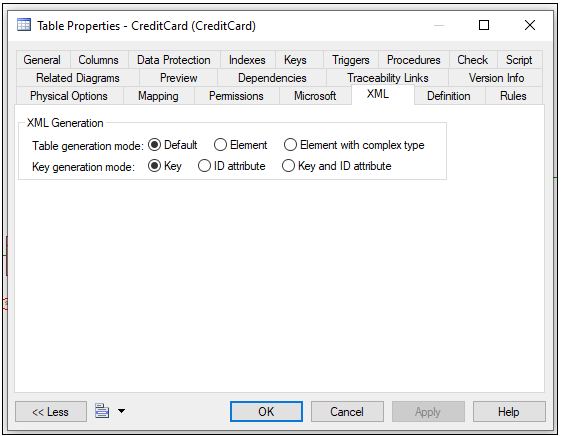 Table Properties - CreditCard (CreditCard)
General Columns Data Protection Indexes Keys Triggers Procedures Check Script
Related Diagrams Preview Dependencies Traceability Links Version Info
Physical Options Mapping Permissions Microsoft XML Definition Rules
XML Generation
Table generation mode: Default Element Element with complex type
Key generation mode: Key ID attribute Key and ID attribute
<< Less OK Cancel Apply Help